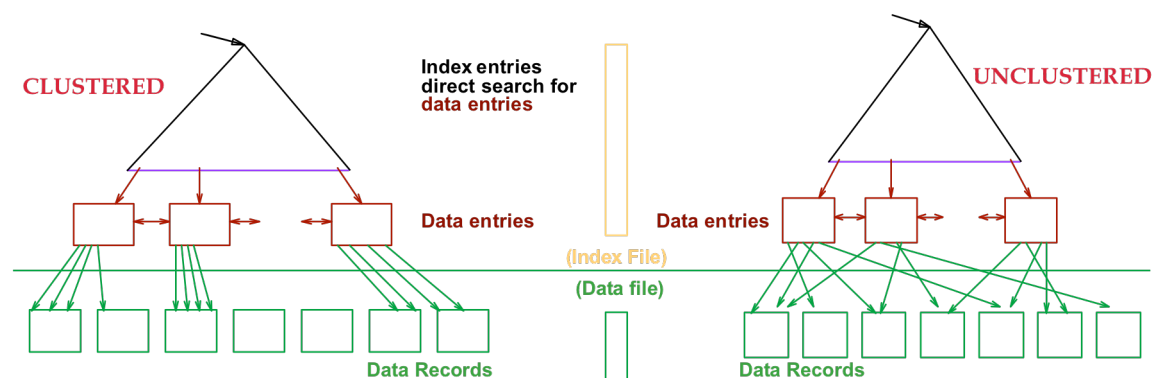 CLUSTERED
Index entries
direct search for
data entries
UNCLUSTERED
Data entries
Data entries
(Index File)
(Data file)
Data Records
Data Records